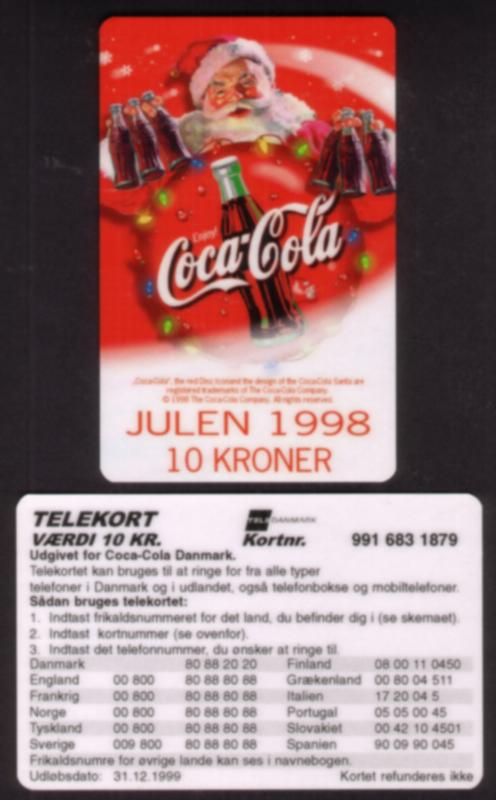 Enjoy!
Coca-Cola
„Coca-Cola", the red Disc Icon and the design of the Coca-Cola Santa are
registered trademarks of The Coca-Cola Company.
© 1998 The Coca-Cola Company. All rights reserved.
JULEN 1998
10 KRONER
TELEKORT
VÆRDI 10 KR.
TELE DANMARK
Kortnr. 991 683 1879
Udgivet for Coca-Cola Danmark.
Telekortet kan bruges til at ringe for fra alle typer
telefoner i Danmark og i udlandet, også telefonbokse og mobiltelefoner.
Sådan bruges telekortet:
1. Indtast frikaldsnummeret for det land, du befinder dig i (se skemaet).
2. Indtast kortnummer (se ovenfor).
3. Indtast det telefonnummer, du ønsker at ringe til.
Danmark 80 88 20 20 Finland 08 00 11 0450
England 00 800 80 88 80 88 Grækenland 00 80 04 511
Frankrig 00 800 80 88 80 88 Italien 17 20 04 5
Norge 00 800 80 88 80 88 Portugal 05 05 00 45
Tyskland 00 800 80 88 80 88 Slovakiet 00 42 10 4501
Sverige 009 800 80 88 80 88 Spanien 90 09 90 045
Frikaldsnumre for øvrige lande kan ses i navnebogen.
Udløbsdato: 31.12.1999 Kortet refunderes ikke